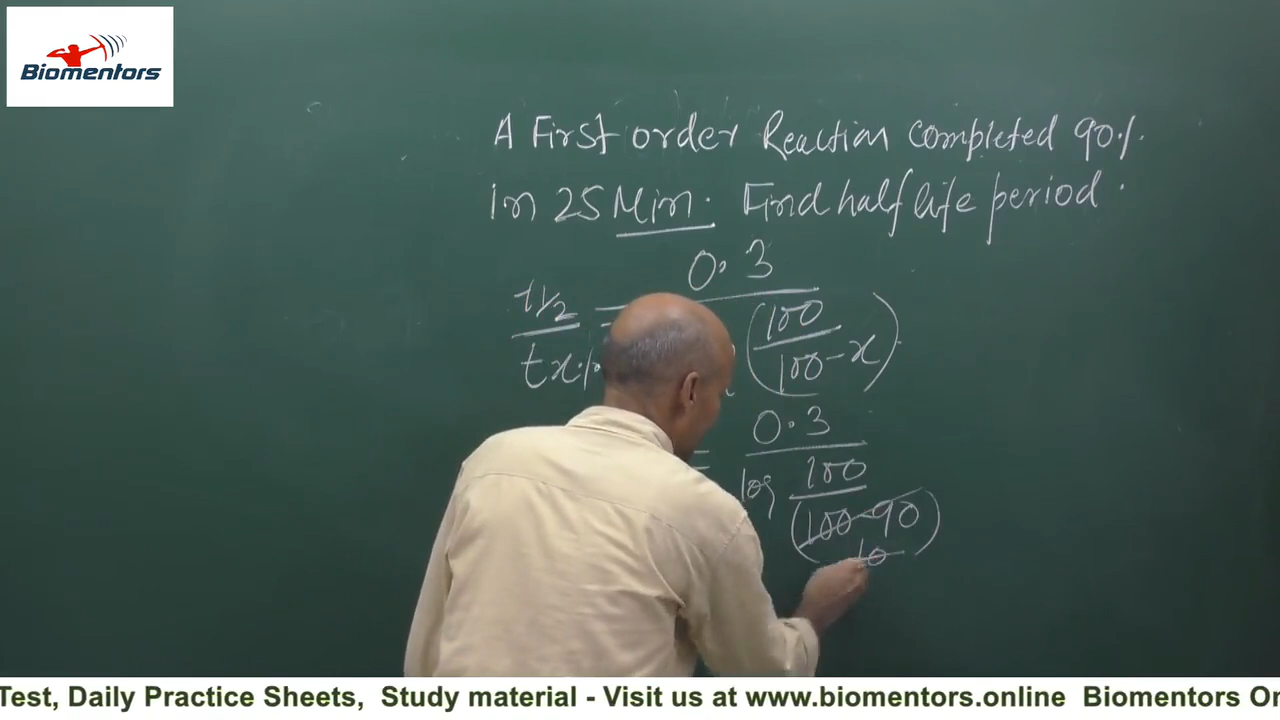 Biomentors
A First order Reaction completed 90%
In 25 Min. Find half life period.
0.3
t1/2 =
tx.
(100
100-x)
0.3
=
log 100
(100-90)
10
Test, Daily Practice Sheets, Study material - Visit us at www.biomentors.online Biomentors On